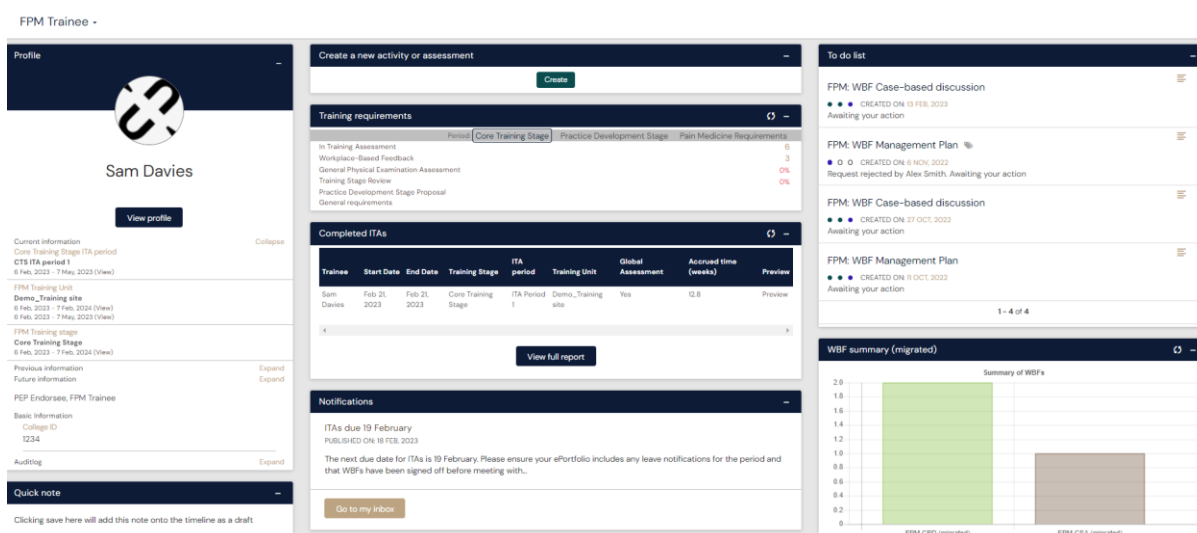 FPM Trainee
Profile
Sam Davies
View profile
Current information Collapse
Core Training Stage ITA period
CTS ITA period 1
6 Feb, 2023 - 7 May, 2023 (View)
FPM Training Unit
Demo_Training site
6 Feb, 2023 - 7 Feb, 2024 (View)
6 Feb, 2023 - 7 May, 2023 (View)
FPM Training stage
Core Training Stage
6 Feb, 2023 - 7 Feb, 2024 (View)
Previous information Expand
Future information Expand
PEP Endorsee, FPM Trainee
Basic Information
College ID
1234
Auditlog Expand
Quick note
Clicking save here will add this note onto the timeline as a draft
Create a new activity or assessment
Create
Training requirements
Period: Core Training Stage Practice Development Stage Pain Medicine Requirements
In Training Assessment 6
Workplace-Based Feedback 3
General Physical Examination Assessment 0%
Training Stage Review 0%
Practice Development Stage Proposal
General requirements
Completed ITAs
Trainee Start Date End Date Training Stage ITA period Training Unit Global Assessment Accrued time (weeks) Preview
Sam Davies Feb 21, 2023 Feb 21, 2023 Core Training Stage ITA Period 1 Demo_Training site Yes 12.8 Preview
View full report
Notifications
ITAs due 19 February
PUBLISHED ON: 18 FEB, 2023
The next due date for ITAs is 19 February. Please ensure your ePortfolio includes any leave notifications for the period and
that WBFs have been signed off before meeting with...
Go to my inbox
To do list
FPM: WBF Case-based discussion
CREATED ON: 13 FEB, 2023
Awaiting your action
FPM: WBF Management Plan
CREATED ON: 6 NOV, 2022
Request rejected by Alex Smith. Awaiting your action
FPM: WBF Case-based discussion
CREATED ON: 27 OCT, 2022
Awaiting your action
FPM: WBF Management Plan
CREATED ON: 11 OCT, 2022
Awaiting your action
1 - 4 of 4
WBF summary (migrated)
Summary of WBFs
2.0
1.8
1.6
1.4
1.2
1.0
0.8
0.6
0.4
0.2
0
FPM CBD (migrated) FPM CSA (migrated)